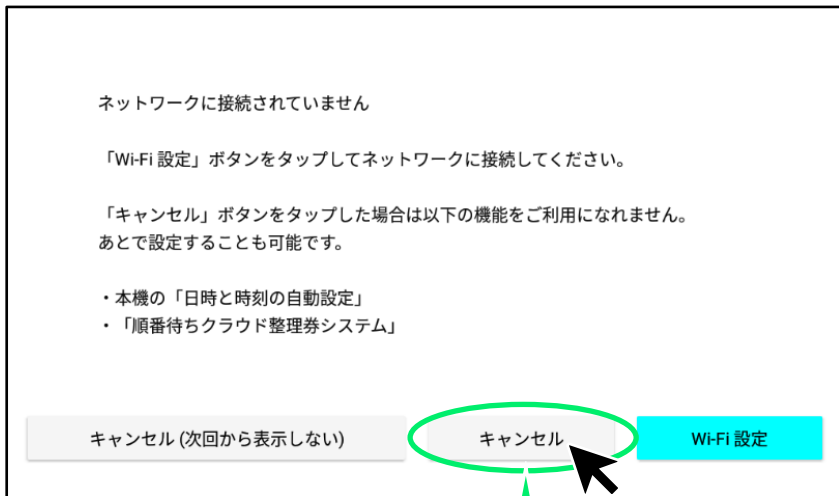 ネットワークに接続されていません
「Wi-Fi 設定」ボタンをタップしてネットワークに接続してください。
「キャンセル」ボタンをタップした場合は以下の機能をご利用になれません。
あとで設定することも可能です。
・本機の「日時と時刻の自動設定」
・「順番待ちクラウド整理券システム」
キャンセル (次回から表示しない)
キャンセル
Wi-Fi 設定